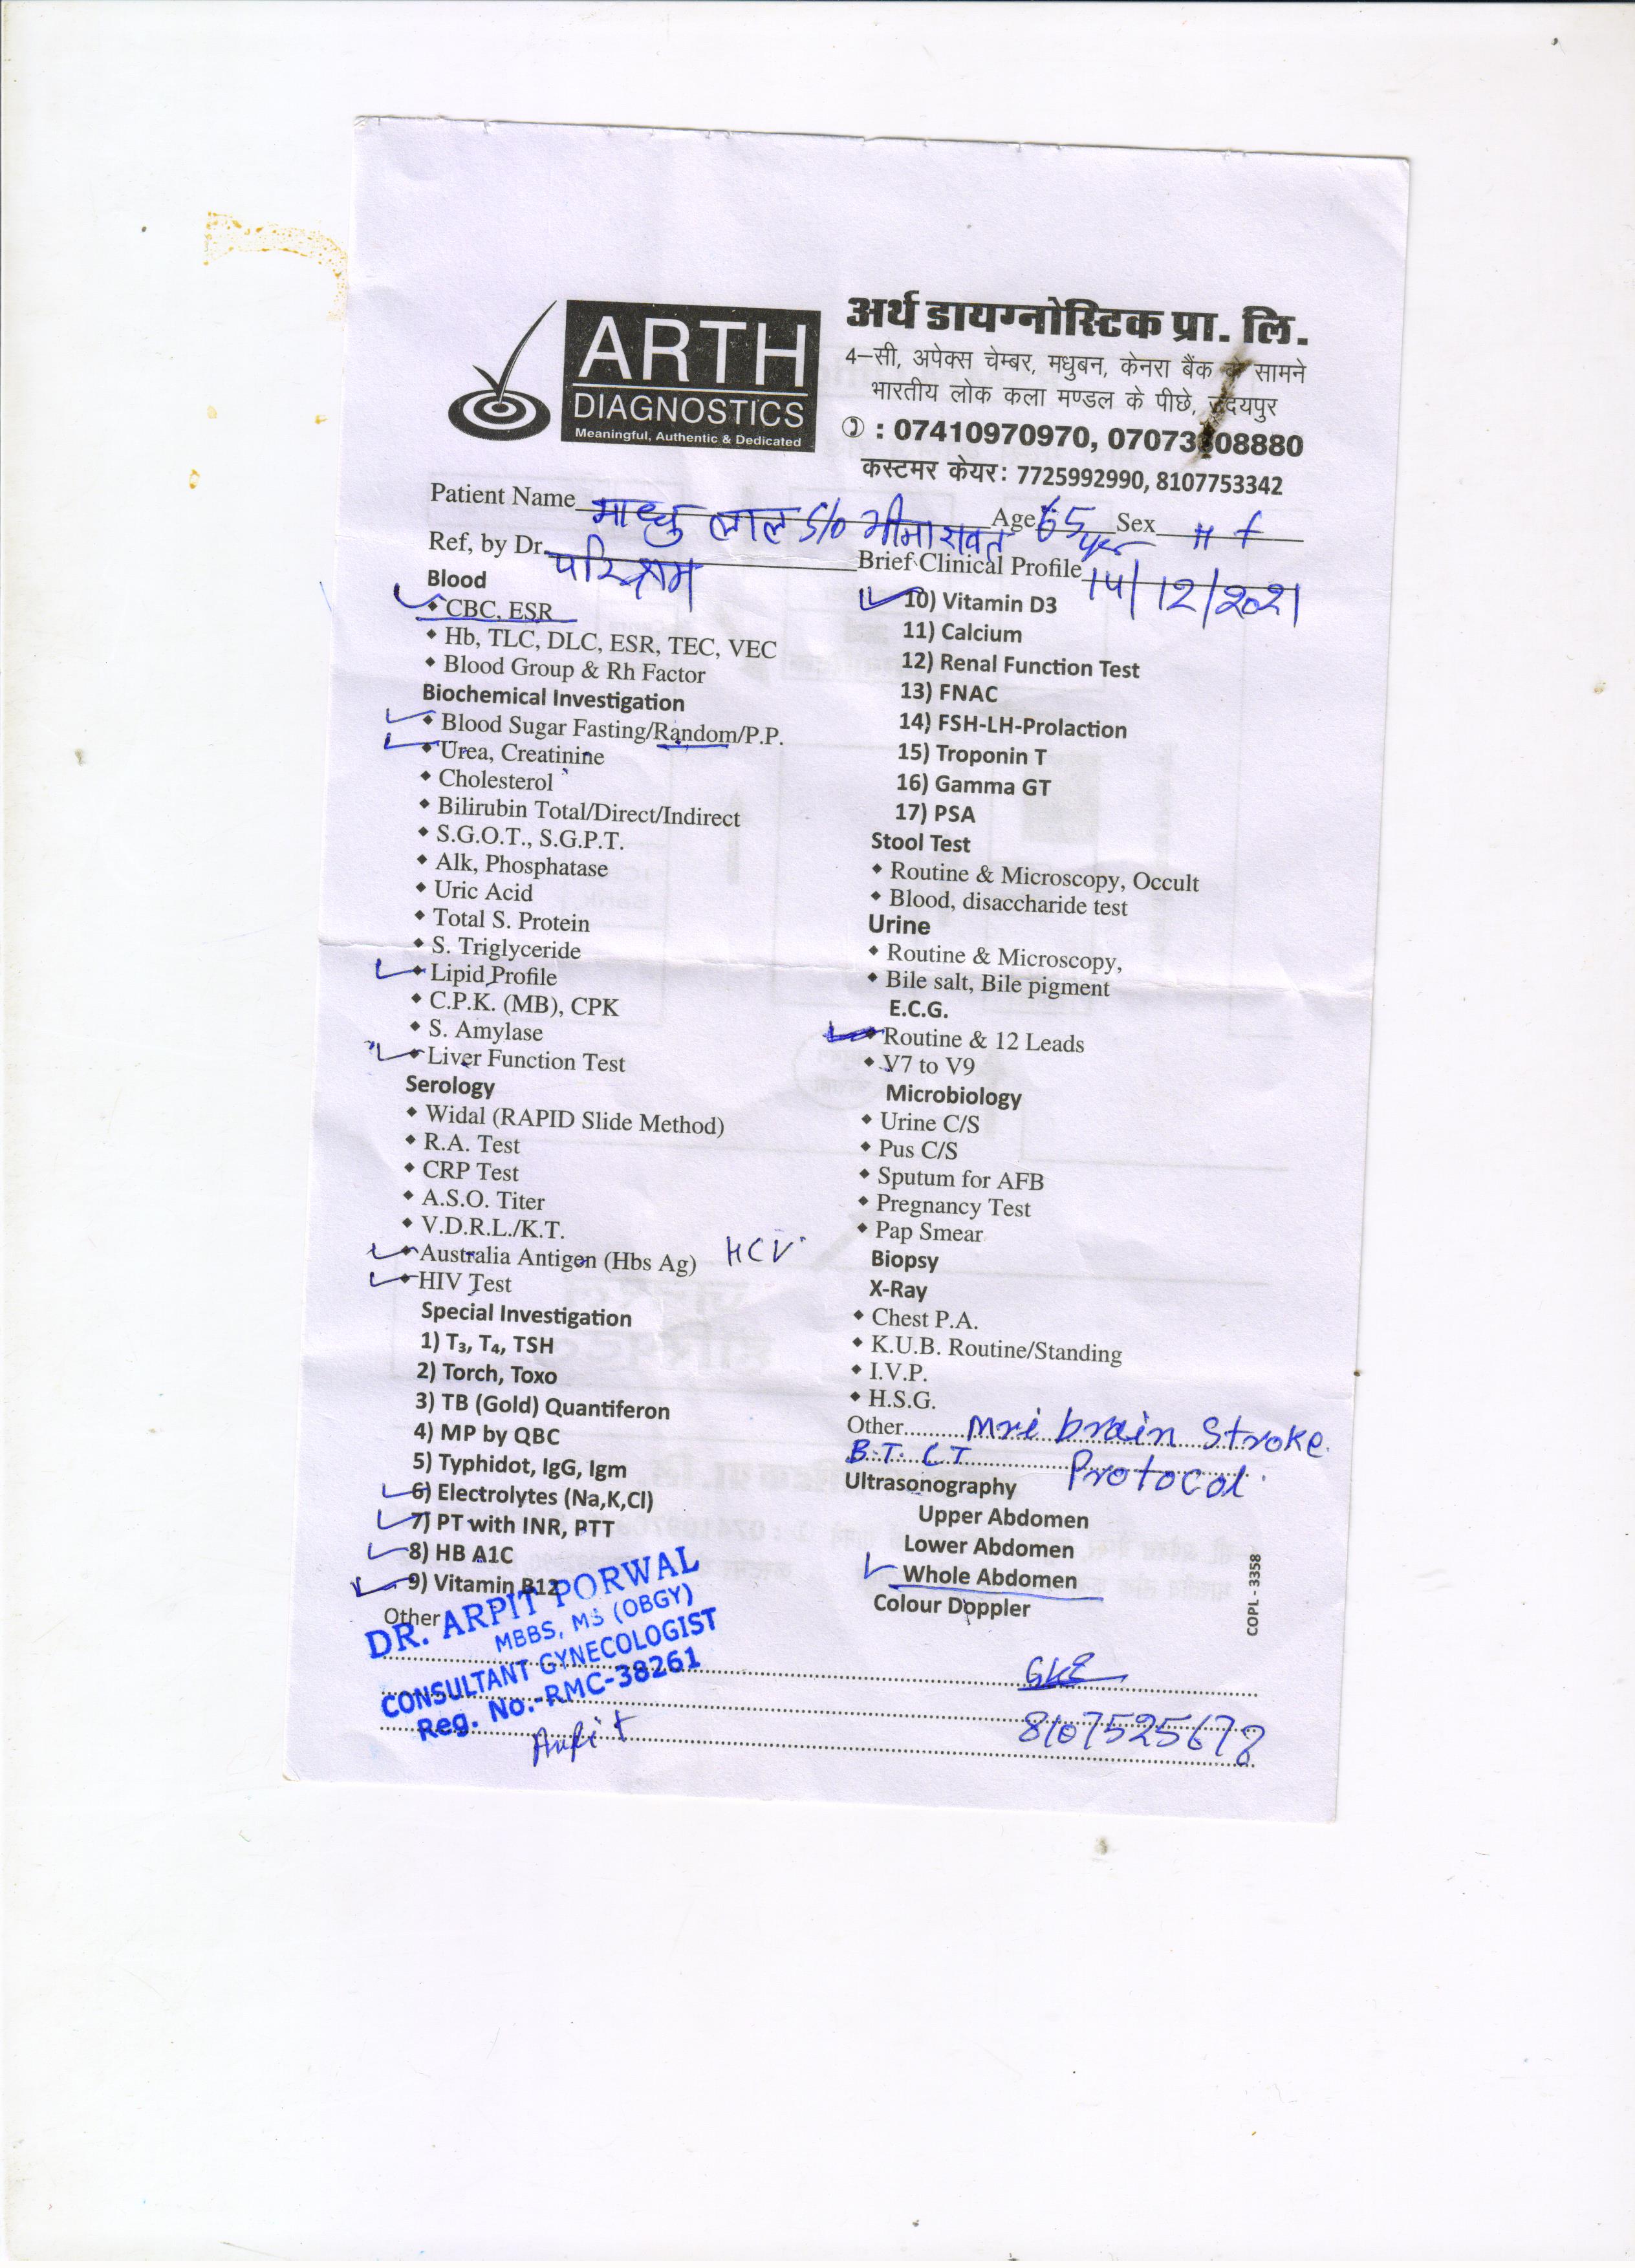 ARTH
DIAGNOSTICS
Meaningful, Authentic & Dedicated
अर्थ डायग्नोस्टिक प्रा. लि.
4–सी, अपेक्स चेम्बर, मधुबन, केनरा बैंक के सामने
भारतीय लोक कला मण्डल के पीछे, उदयपुर
: 07410970970, 07073808880
कस्टमर केयर: 7725992990, 8107753342
Patient Name माधु लाल S/o भीमा रावत Age 65 yr Sex
Ref, by Dr. परिश्रम Brief Clinical Profile 14/12/2021
Blood
CBC, ESR
Hb, TLC, DLC, ESR, TEC, VEC
Blood Group & Rh Factor
Biochemical Investigation
Blood Sugar Fasting/Random/P.P.
Urea, Creatinine
Cholesterol
Bilirubin Total/Direct/Indirect
S.G.O.T., S.G.P.T.
Alk, Phosphatase
Uric Acid
Total S. Protein
S. Triglyceride
Lipid Profile
C.P.K. (MB), CPK
S. Amylase
Liver Function Test
Serology
Widal (RAPID Slide Method)
R.A. Test
CRP Test
A.S.O. Titer
V.D.R.L./K.T.
Australia Antigen (Hbs Ag) HCV
HIV Test
Special Investigation
1) T₃, T₄, TSH
2) Torch, Toxo
3) TB (Gold) Quantiferon
4) MP by QBC
5) Typhidot, IgG, Igm
6) Electrolytes (Na,K,Cl)
7) PT with INR, PTT
8) HB A1C
9) Vitamin B12
Other
10) Vitamin D3
11) Calcium
12) Renal Function Test
13) FNAC
14) FSH-LH-Prolaction
15) Troponin T
16) Gamma GT
17) PSA
Stool Test
Routine & Microscopy, Occult
Blood, disaccharide test
Urine
Routine & Microscopy,
Bile salt, Bile pigment
E.C.G.
Routine & 12 Leads
V7 to V9
Microbiology
Urine C/S
Pus C/S
Sputum for AFB
Pregnancy Test
Pap Smear
Biopsy
X-Ray
Chest P.A.
K.U.B. Routine/Standing
I.V.P.
H.S.G.
Other mri brain Stroke
B.T. C.T Protocol
Ultrasonography
Upper Abdomen
Lower Abdomen
Whole Abdomen
Colour Doppler
COPL - 3358
DR. ARPIT PORWAL
MBBS, MS (OBGY)
CONSULTANT GYNECOLOGIST
Reg. No:-RMC-38261
Arpit
8107525678